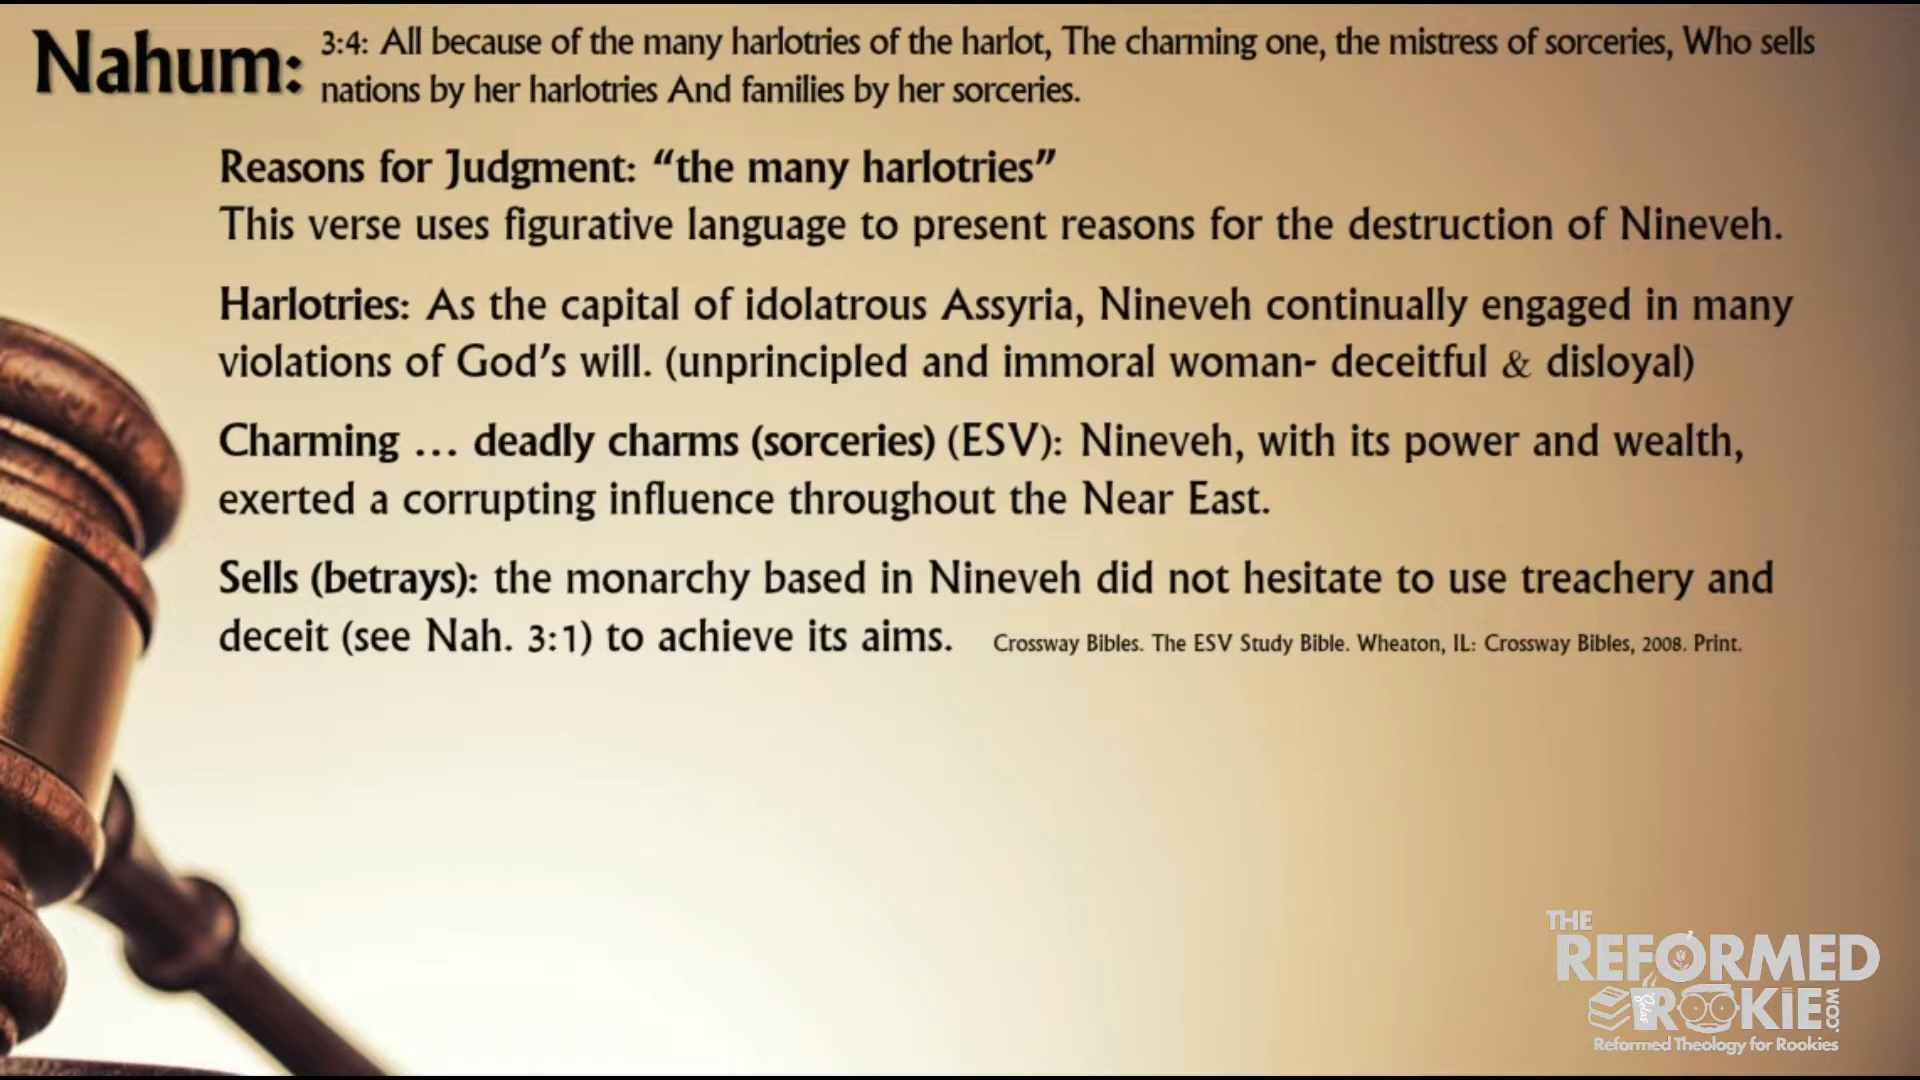 Nahum:
3:4: All because of the many harlotries of the harlot, The charming one, the mistress of sorceries, Who sells
nations by her harlotries And families by her sorceries.
Reasons for Judgment: “the many harlotries”
This verse uses figurative language to present reasons for the destruction of Nineveh.
Harlotries: As the capital of idolatrous Assyria, Nineveh continually engaged in many
violations of God’s will. (unprincipled and immoral woman- deceitful & disloyal)
Charming … deadly charms (sorceries) (ESV): Nineveh, with its power and wealth,
exerted a corrupting influence throughout the Near East.
Sells (betrays): the monarchy based in Nineveh did not hesitate to use treachery and
deceit (see Nah. 3:1) to achieve its aims. Crossway Bibles. The ESV Study Bible. Wheaton, IL: Crossway Bibles, 2008. Print.
THE
REFORMED
ROOKIE.COM
Reformed Theology for Rookies